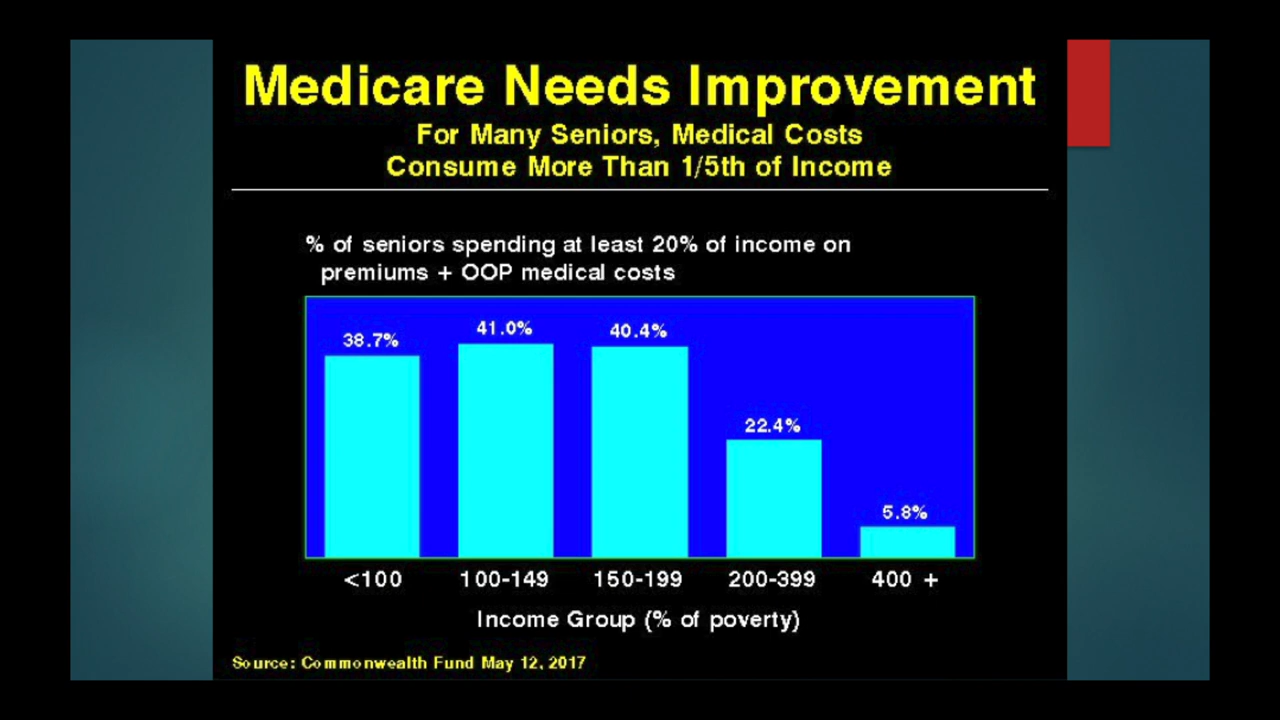 Medicare Needs Improvement
For Many Seniors, Medical Costs
Consume More Than 1/5th of Income
% of seniors spending at least 20% of income on
premiums + OOP medical costs
38.7%
41.0%
40.4%
22.4%
5.8%
<100
100-149
150-199
200-399
400 +
Income Group (% of poverty)
Source: Commonwealth Fund May 12, 2017